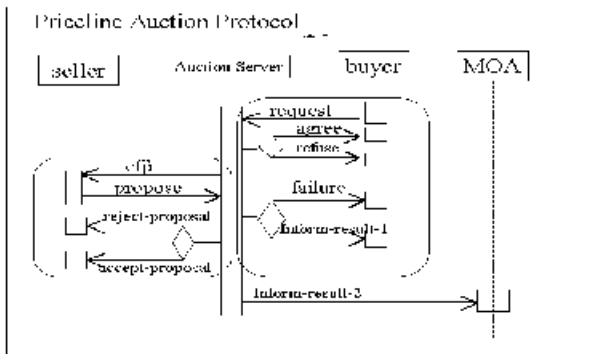 Priceline Auction Protocol
seller
Auction Server
buyer
MOA
request
agree
refuse
cfp
propose
failure
reject-proposal
Inform-result-1
accept-proposal
Inform-result-2